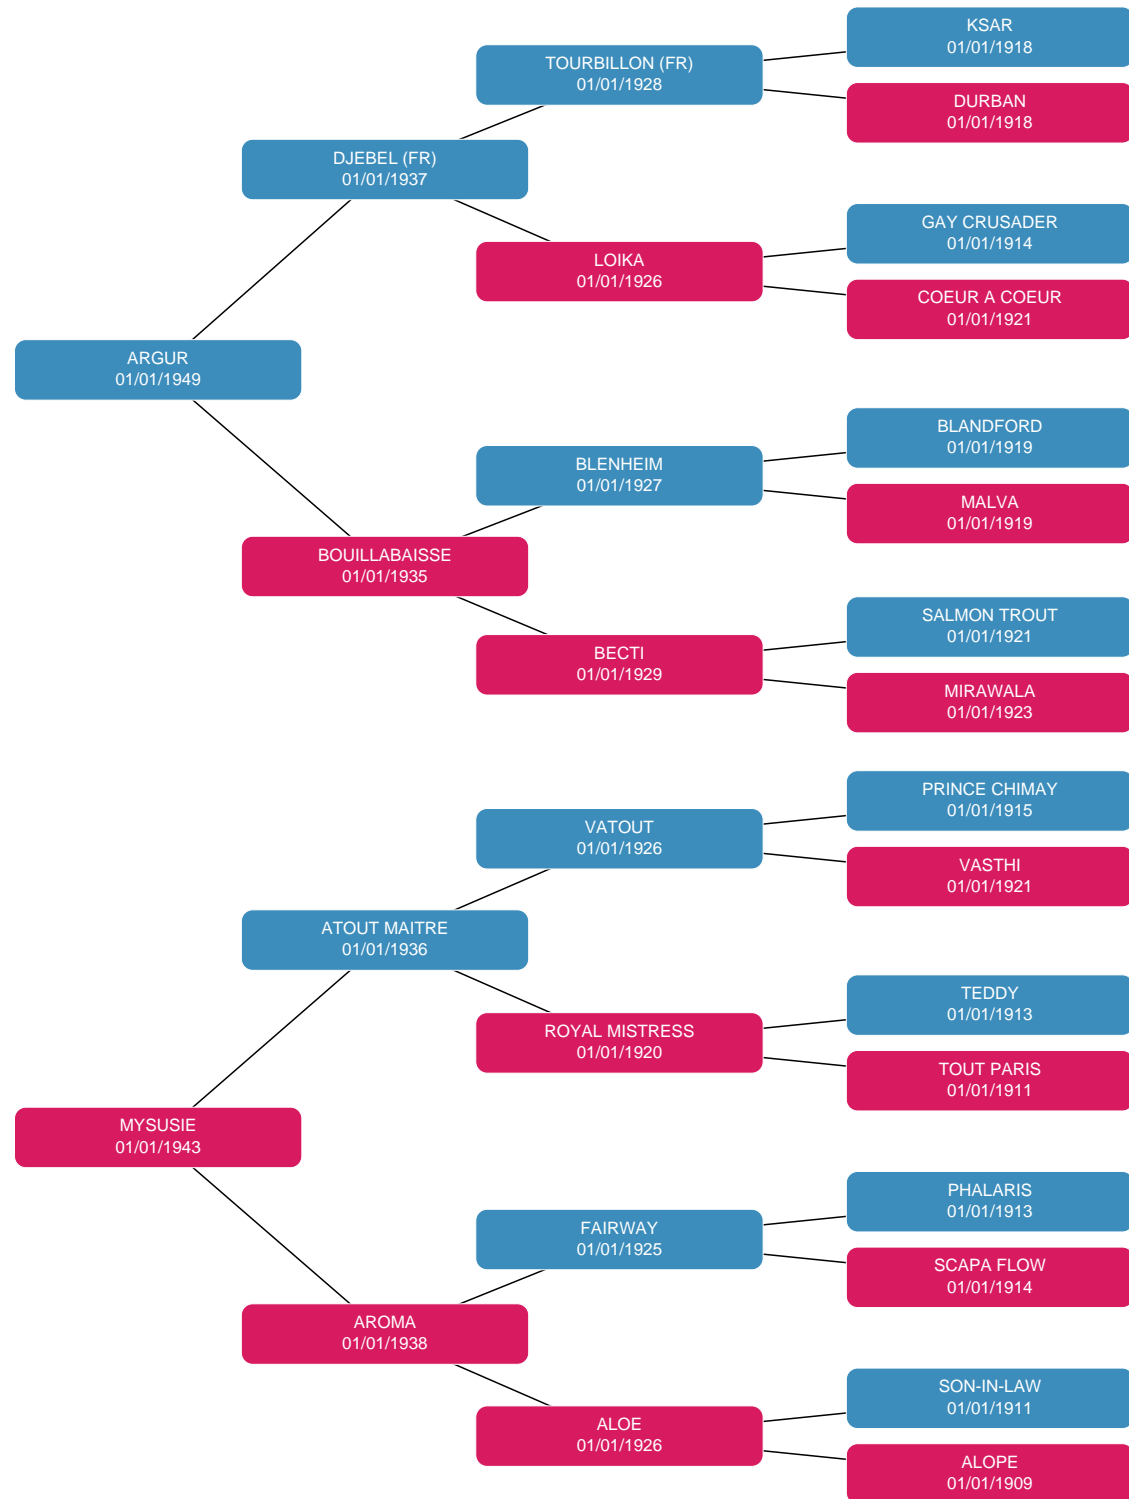 KSAR
01/01/1918
TOURBILLON (FR)
01/01/1928
DURBAN
01/01/1918
DJEBEL (FR)
01/01/1937
GAY CRUSADER
01/01/1914
LOIKA
01/01/1926
COEUR A COEUR
01/01/1921
ARGUR
01/01/1949
BLANDFORD
01/01/1919
BLENHEIM
01/01/1927
MALVA
01/01/1919
BOUILLABAISSE
01/01/1935
SALMON TROUT
01/01/1921
BECTI
01/01/1929
MIRAWALA
01/01/1923
PRINCE CHIMAY
01/01/1915
VATOUT
01/01/1926
VASTHI
01/01/1921
ATOUT MAITRE
01/01/1936
TEDDY
01/01/1913
ROYAL MISTRESS
01/01/1920
TOUT PARIS
01/01/1911
MYSUSIE
01/01/1943
PHALARIS
01/01/1913
FAIRWAY
01/01/1925
SCAPA FLOW
01/01/1914
AROMA
01/01/1938
SON-IN-LAW
01/01/1911
ALOE
01/01/1926
ALOPE
01/01/1909